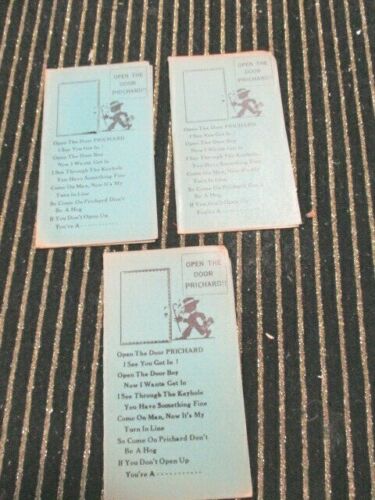 OPEN THE
DOOR
PRICHARD!!
Open The Door PRICHARD
I See You Got In !
Open The Door Boy
Now I Wants Get In
I See Through The Keyhole
You Have Something Fine
Come On Man, Now It's My
Turn In Line
So Come On Prichard Don't
Be A Hog
If You Don't Open Up
You're A - - - - - - - - - - -
OPEN THE
DOOR
PRICHARD!!
Open The Door PRICHARD
I See You Got In !
Open The Door Boy
Now I Wants Get In
I See Through The Keyhole
You Have Something Fine
Come On Man, Now It's My
Turn In Line
So Come On Prichard Don't
Be A Hog
If You Don't Open
You're A
OPEN THE
DOOR
PRICHARD!!
Open The Door PRICHARD
I See You Got In !
Open The Door Boy
Now I Wants Get In
I See Through The Keyhole
You Have Something Fine
Come On Man, Now It's My
Turn In Line
So Come On Prichard Don't
Be A Hog
If You Don't Open Up
You're A - - - - - - - - - - -